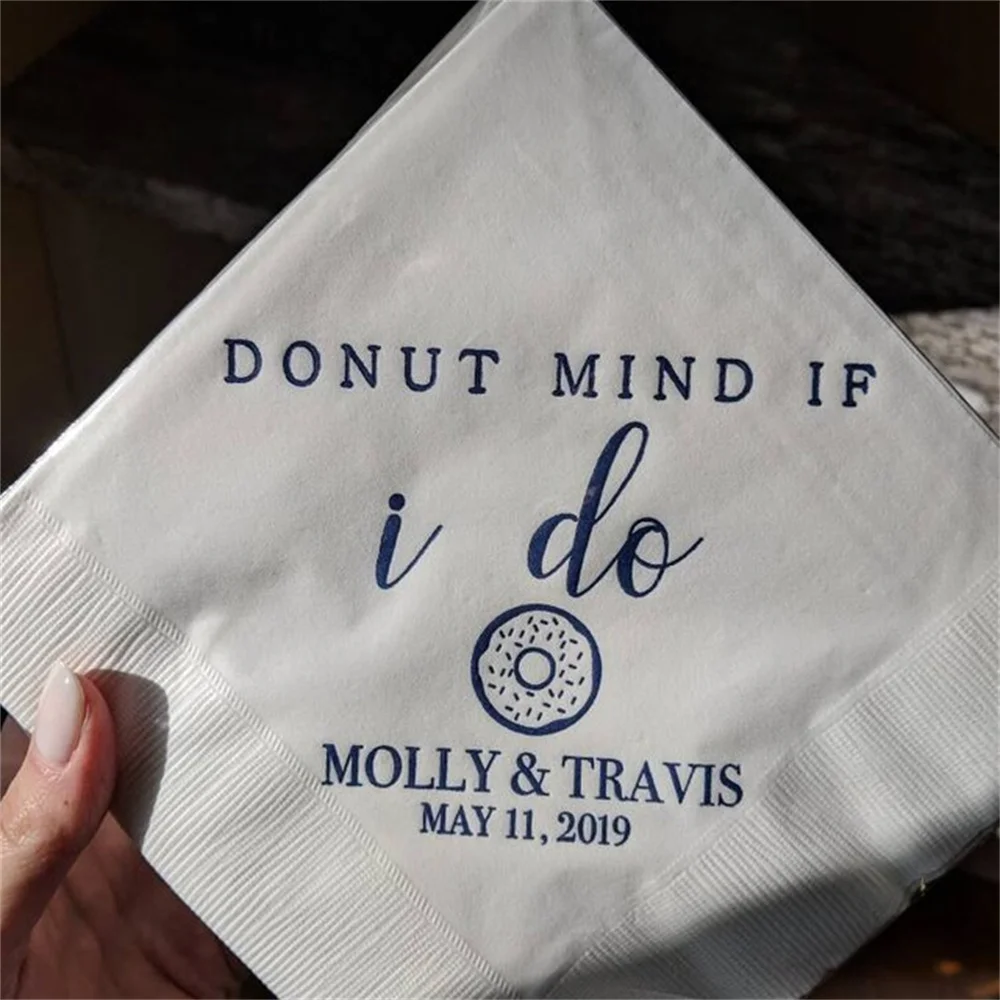 DONUT MIND IF
i do
MOLLY & TRAVIS
MAY 11, 2019